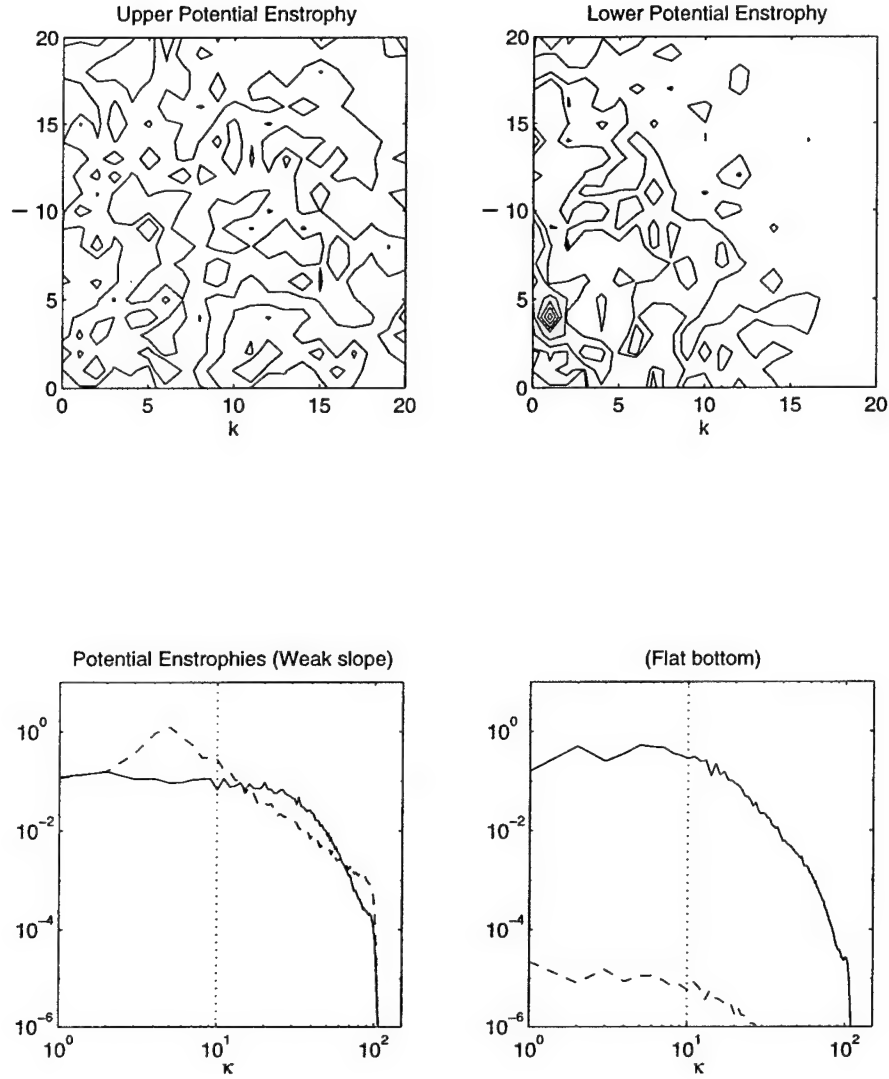 Upper Potential Enstrophy
20
15
10
5
0
l
0 5 10 15 20
k
Lower Potential Enstrophy
20
15
10
5
0
l
0 5 10 15 20
k
Potential Enstrophies (Weak slope)
10^0
10^-2
10^-4
10^-6
10^0 10^1 10^2
κ
(Flat bottom)
10^0
10^-2
10^-4
10^-6
10^0 10^1 10^2
κ